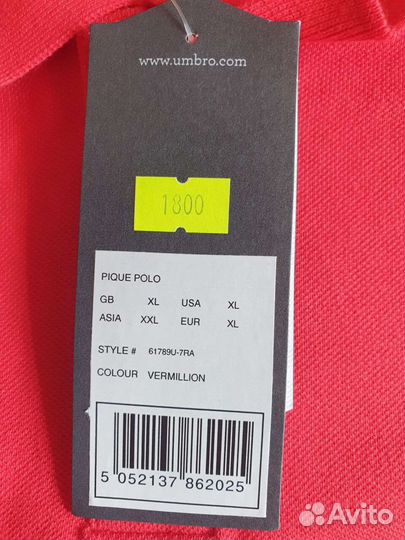 www.umbro.com
1800
PIQUE POLO
GB XL USA XL
ASIA XXL EUR XL
STYLE # 61789U-7RA
COLOUR VERMILLION
5 052137 862025
Avito